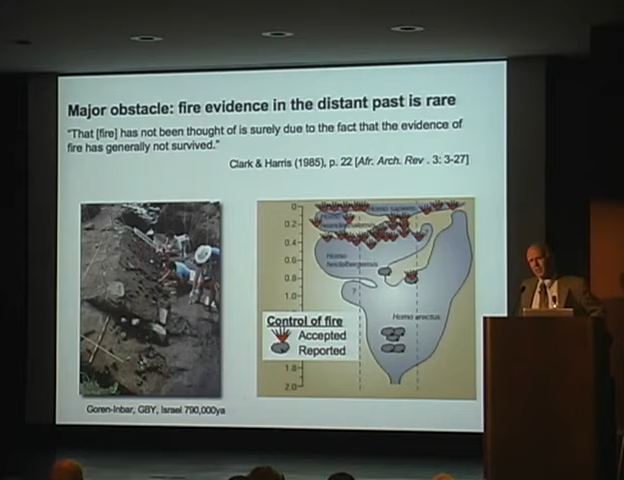 Major obstacle: fire evidence in the distant past is rare
"That [fire] has not been thought of is surely due to the fact that the evidence of
fire has generally not survived."
Clark & Harris (1985), p. 22 [Afr. Arch. Rev . 3: 3-27]
0
0.2
0.4
0.6
0.8
1.0
1.8
2.0
Homo sapiens
Homo
heidelbergensis
?
Homo erectus
Control of fire
Accepted
Reported
Goren-Inbar, GBY, Israel 790,000ya